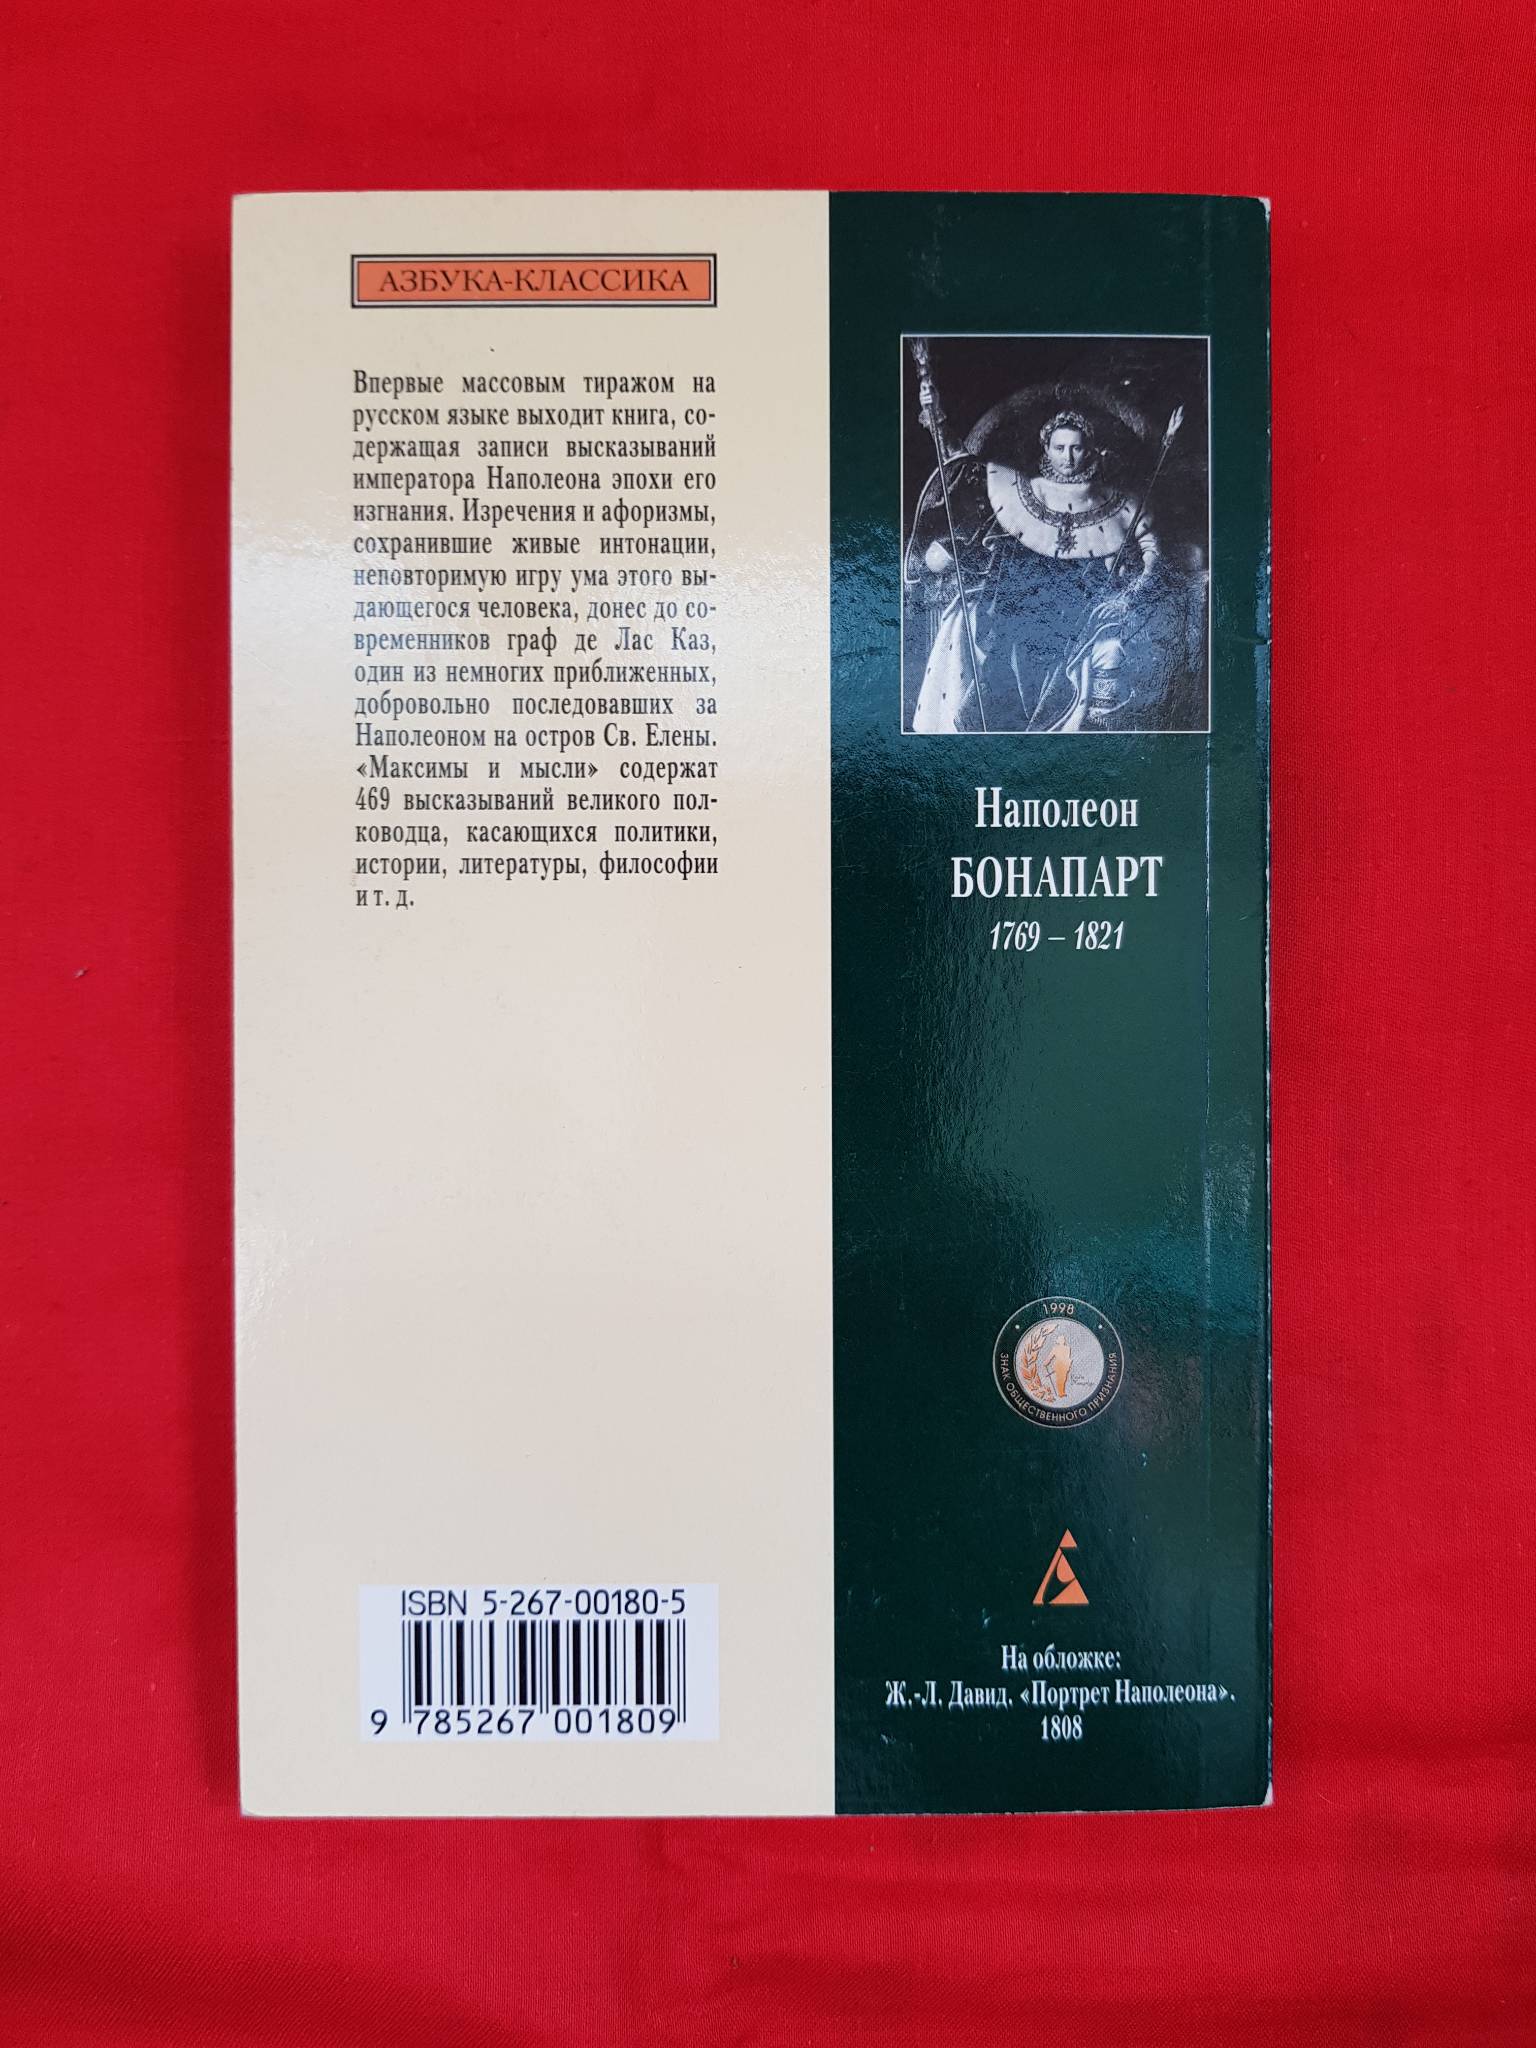 АЗБУКА-КЛАССИКА
Впервые массовым тиражом на
русском языке выходит книга, со-
держащая записи высказываний
императора Наполеона эпохи его
изгнания. Изречения и афоризмы,
сохранившие живые интонации,
неповторимую игру ума этого вы-
дающегося человека, донес до со-
временников граф де Лас Каз,
один из немногих приближенных,
добровольно последовавших за
Наполеоном на остров Св. Елены.
«Максимы и мысли» содержат
469 высказываний великого пол-
ководца, касающихся политики,
истории, литературы, философии
и т. д.
ISBN 5-267-00180-5
9 785267 001809
Наполеон
БОНАПАРТ
1769 – 1821
1998
ЗНАК ОБЩЕСТВЕННОГО ПРИЗНАНИЯ
На обложке:
Ж.-Л. Давид. «Портрет Наполеона».
1808